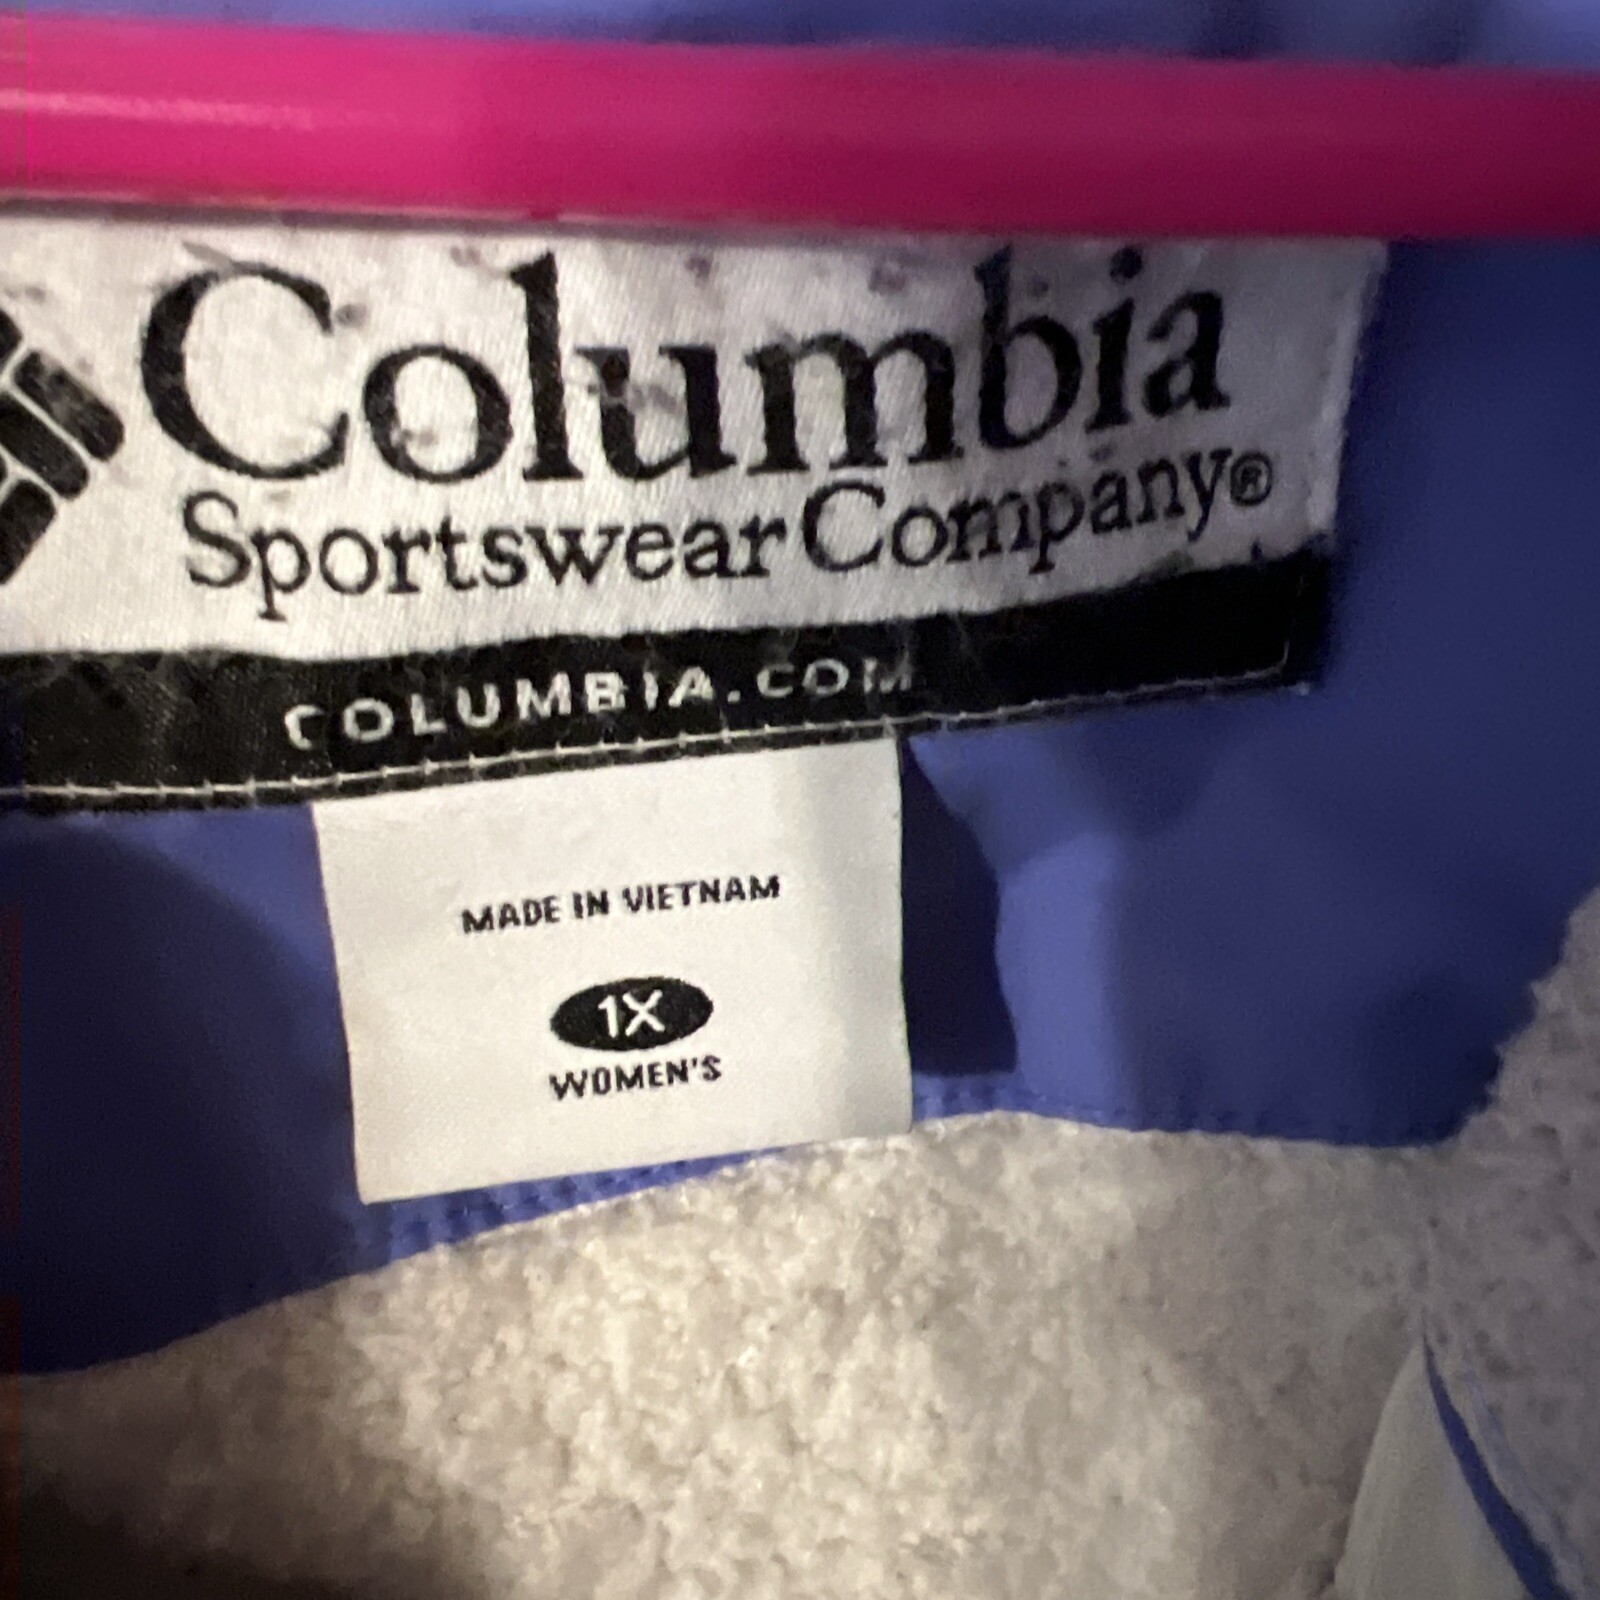 Columbia
Sportswear Company®
COLUMBIA.COM
MADE IN VIETNAM
1X
WOMEN'S